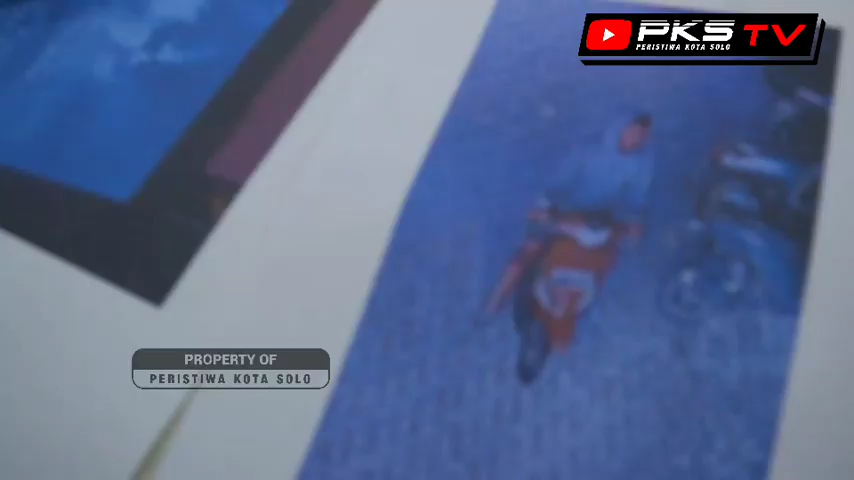 PKS TV
PERISTIWA KOTA SOLO
PROPERTY OF
PERISTIWA KOTA SOLO